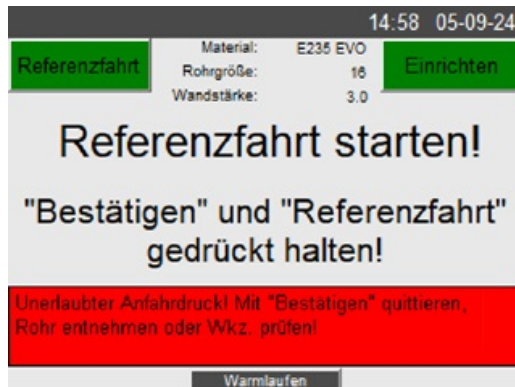 14:58 05-09-24
Referenzfahrt
Material: E235 EVO
Rohrgröße: 16
Wandstärke: 3.0
Einrichten
Referenzfahrt starten!
"Bestätigen" und "Referenzfahrt"
gedrückt halten!
Unerlaubter Anfahrdruck! Mit "Bestätigen" quittieren,
Rohr entnehmen oder Wkz. prüfen!
Warmlaufen